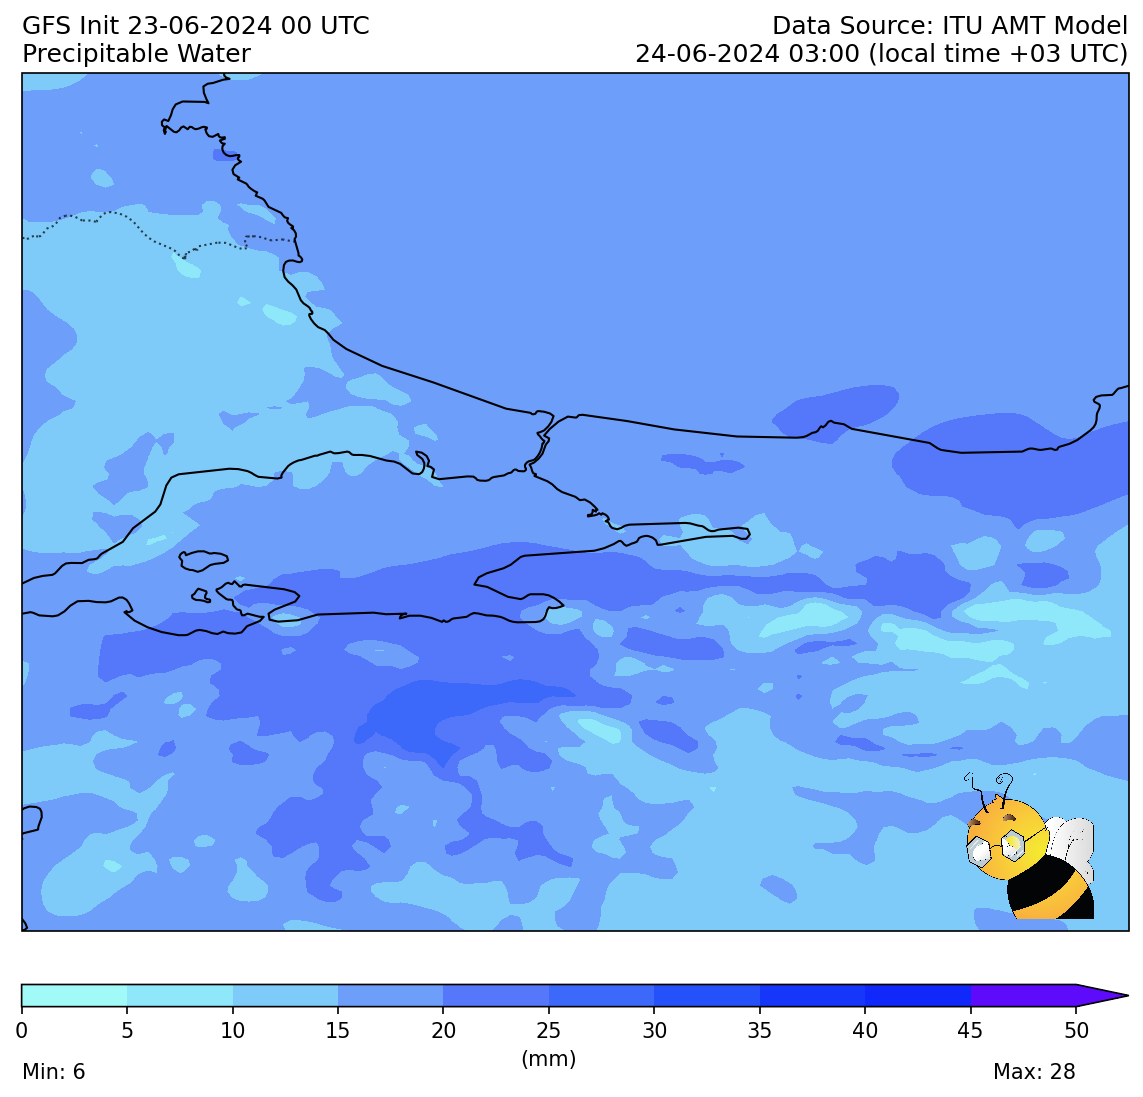 GFS Init 23-06-2024 00 UTC
Data Source: ITU AMT Model
Precipitable Water
24-06-2024 03:00 (local time +03 UTC)
0 5 10 15 20 25 30 35 40 45 50
(mm)
Min: 6
Max: 28